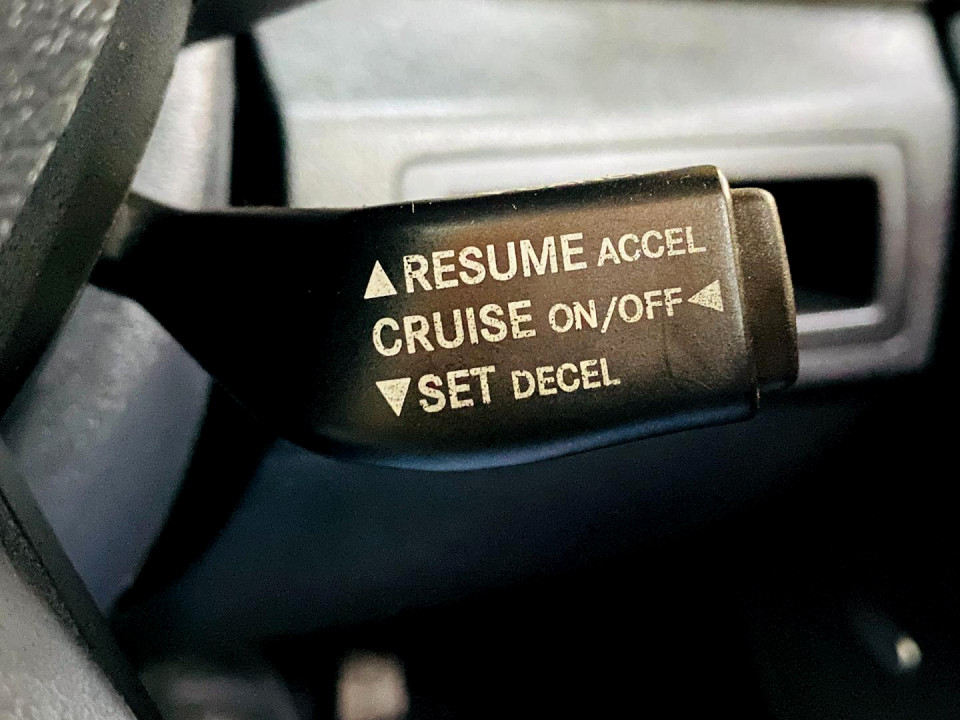 ▲RESUME ACCEL
CRUISE ON/OFF◀
▼SET DECEL